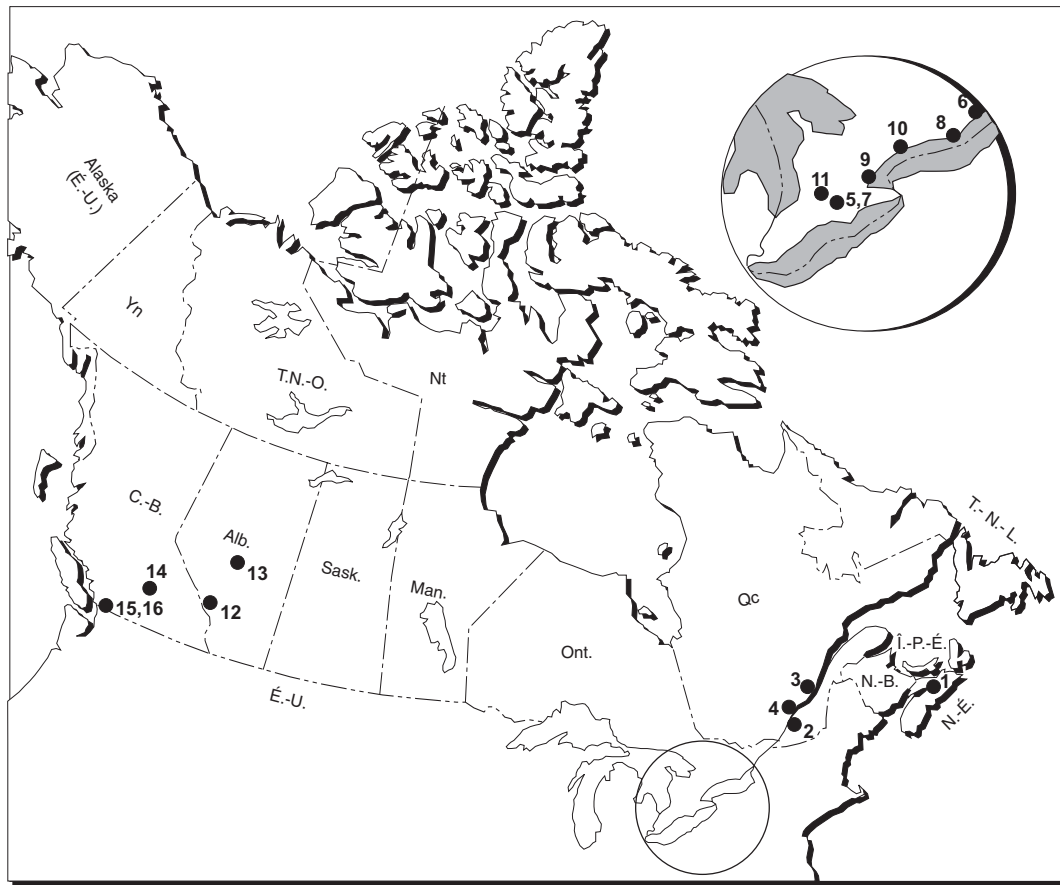 6
8
10
9
11
5,7
Alaska
(É.-U.)
Yn
T.N.-O.
Nt
C.-B.
Alb.
Sask.
Man.
Ont.
Qc
T.- N.- L.
Î.-P.-É.
N.-B.
N.-É.
É.-U.
14
13
15,16
12
3
4
2
1